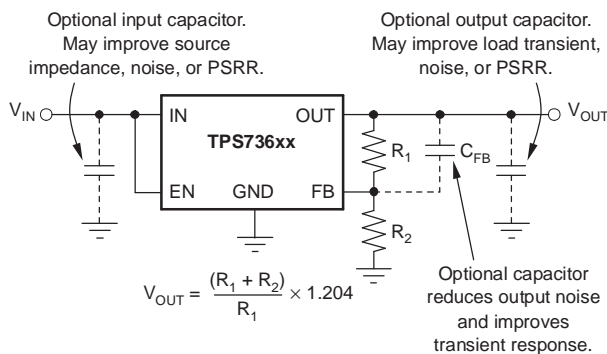 Optional input capacitor.
May improve source
impedance, noise, or PSRR.
Optional output capacitor.
May improve load transient,
noise, or PSRR.
VIN
IN
OUT
VOUT
TPS736xx
EN
GND
FB
R1
CFB
R2
VOUT = (R1 + R2) / R1 × 1.204
Optional capacitor
reduces output noise
and improves
transient response.